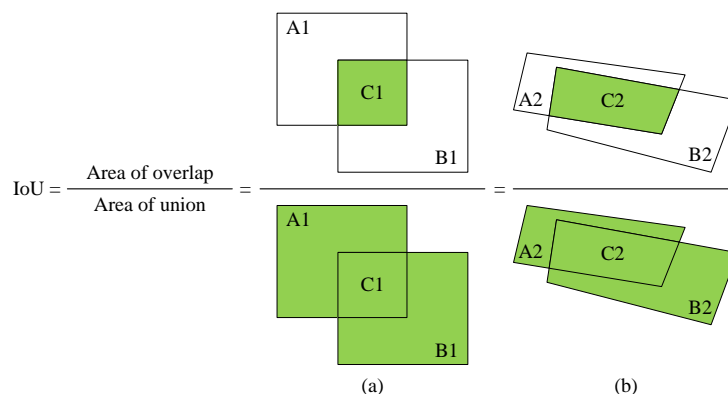 A1
C1
B1
A2
C2
B2
IoU = Area of overlap = =
Area of union
A1
C1
B1
A2
C2
B2
(a) (b)